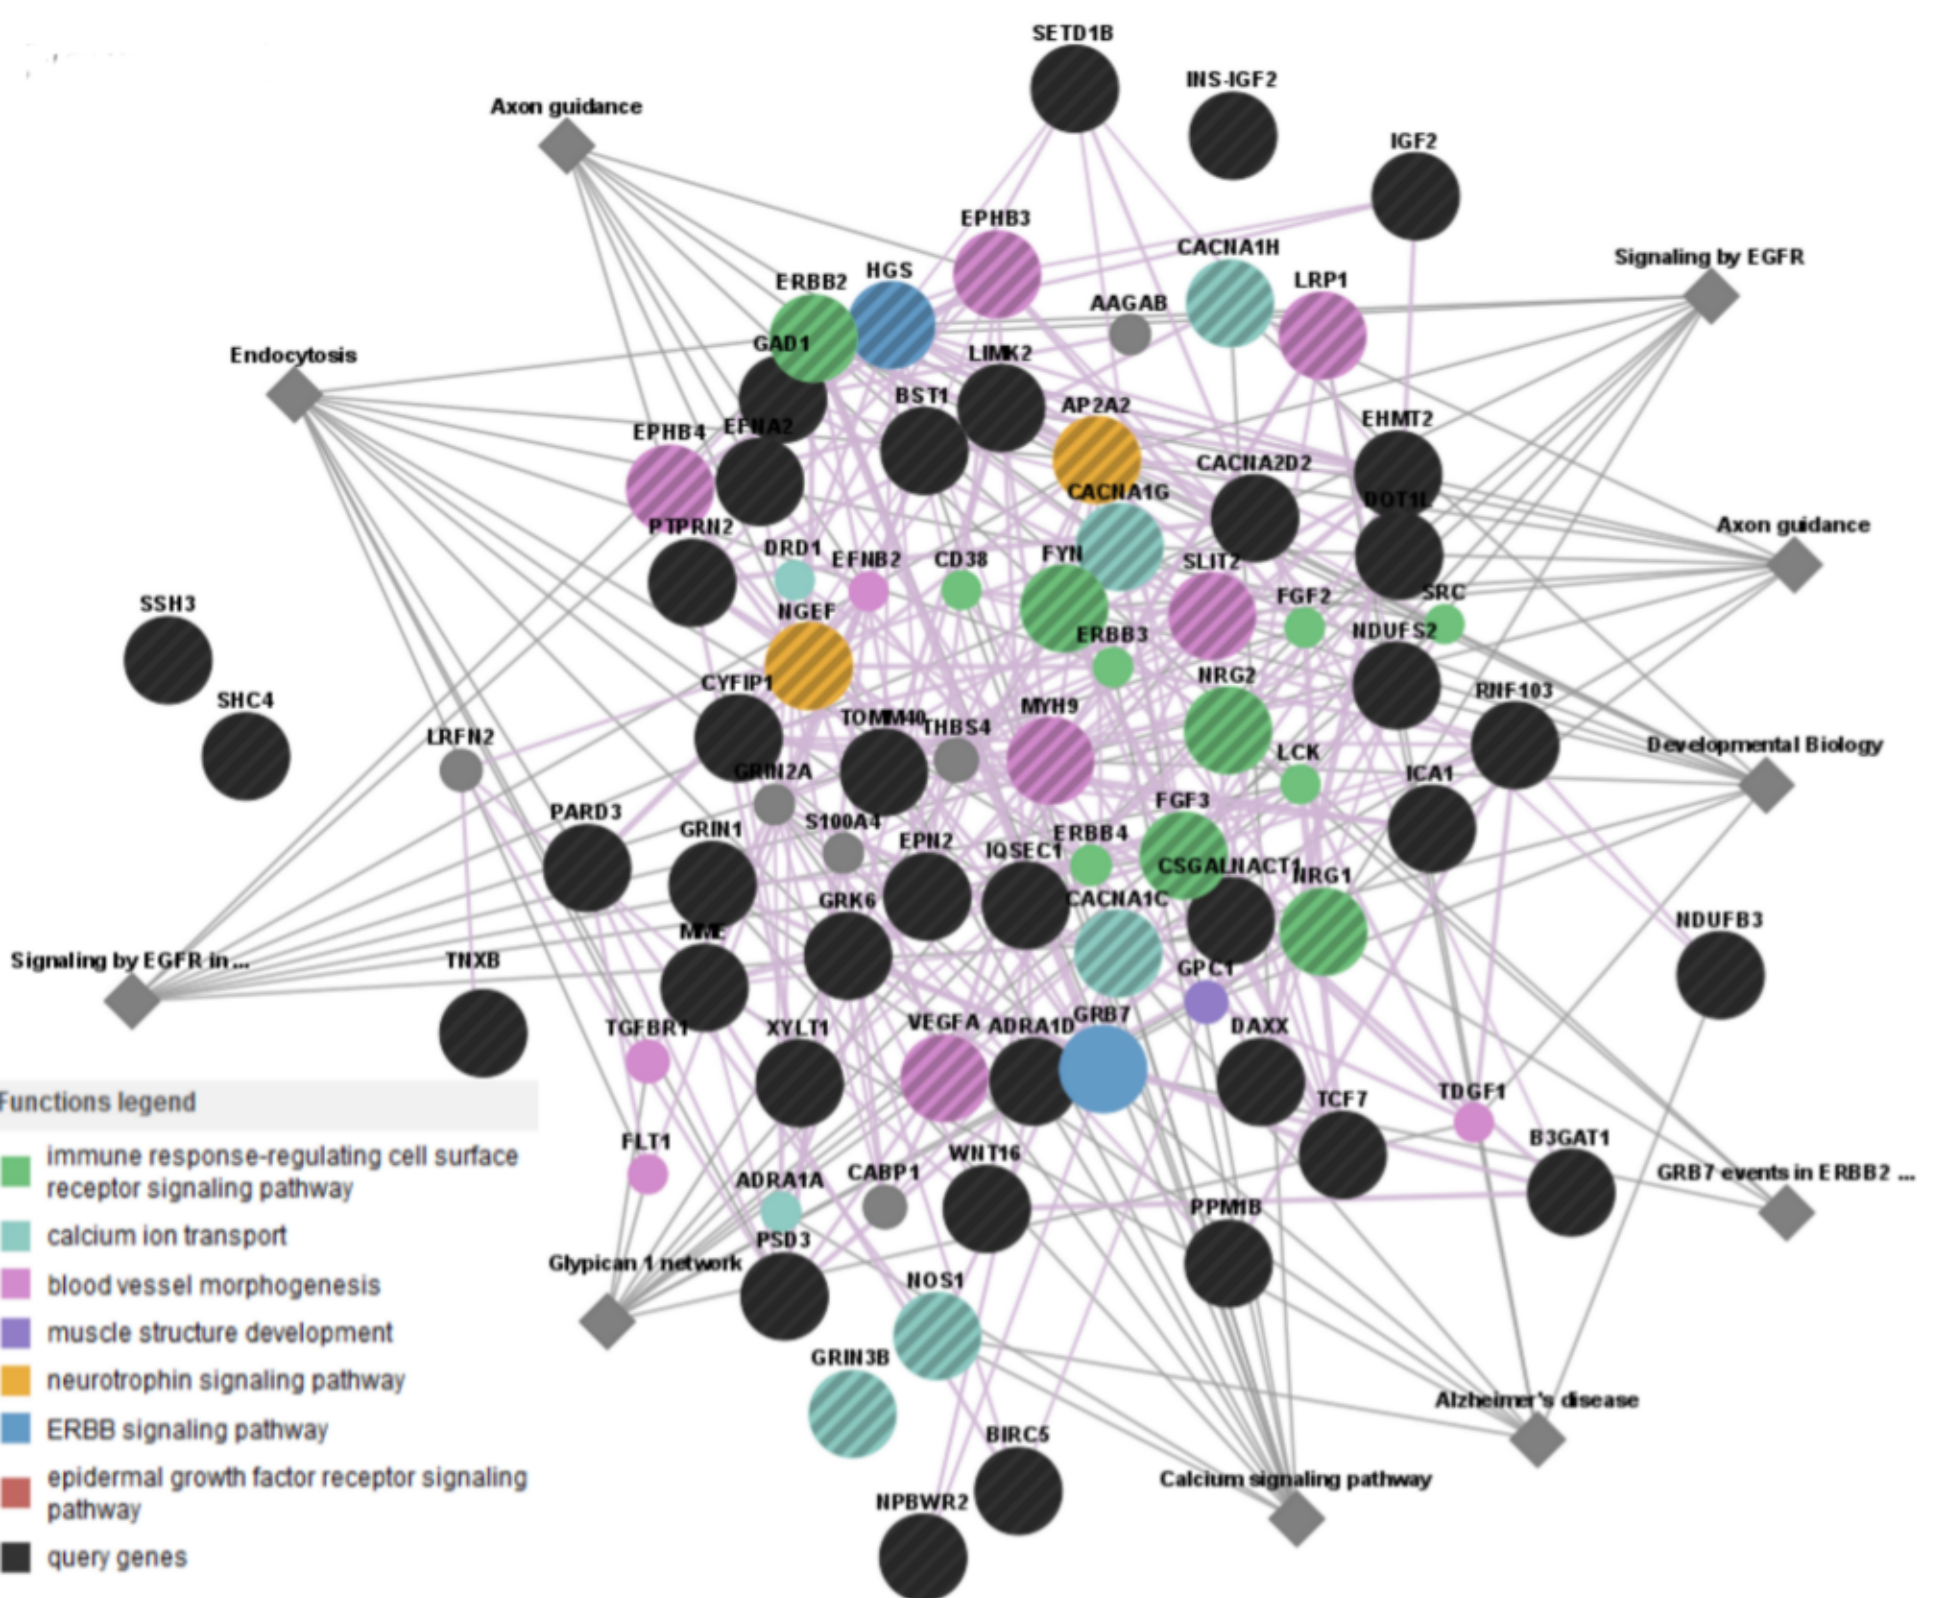 SETD1B
INS-IGF2
Axon guidance
IGF2
EPHB3
CACNA1H
Signaling by EGFR
HGS
ERBB2
LRP1
AAGAB
GAD1
LIMK2
Endocytosis
BST1
AP2A2
EHMT2
EFNA2
EPHB4
CACNA2D2
CACNA1G
DOT1L
PTPRN2
Axon guidance
DRD1
EFNB2
CD38
FYN
SLIT2
FGF2
SRC
SSH3
NGEF
ERBB3
NDUFS2
CYFIP1
NRG2
RNF103
SHC4
MYH9
TOMM40
THBS4
LRFN2
LCK
Developmental Biology
GRIN2A
ICA1
PARD3
GRIN1
S100A4
EPN2
IQSEC1
ERBB4
FGF3
CSGALNACT1
NRG1
GRK6
CACNA1C
NDUFB3
MME
Signaling by EGFR in ...
TNXB
GPC1
TGFBR1
XYLT1
VEGFA
ADRA1D
GRB7
DAXX
TCF7
TDGF1
B3GAT1
FLT1
ADRA1A
CABP1
WNT16
GRB7 events in ERBB2 ...
PPM1B
PSD3
Glypican 1 network
NOS1
GRIN3B
Alzheimer's disease
BIRC5
Calcium signaling pathway
NPBWR2
Functions legend
immune response-regulating cell surface
receptor signaling pathway
calcium ion transport
blood vessel morphogenesis
muscle structure development
neurotrophin signaling pathway
ERBB signaling pathway
epidermal growth factor receptor signaling
pathway
query genes